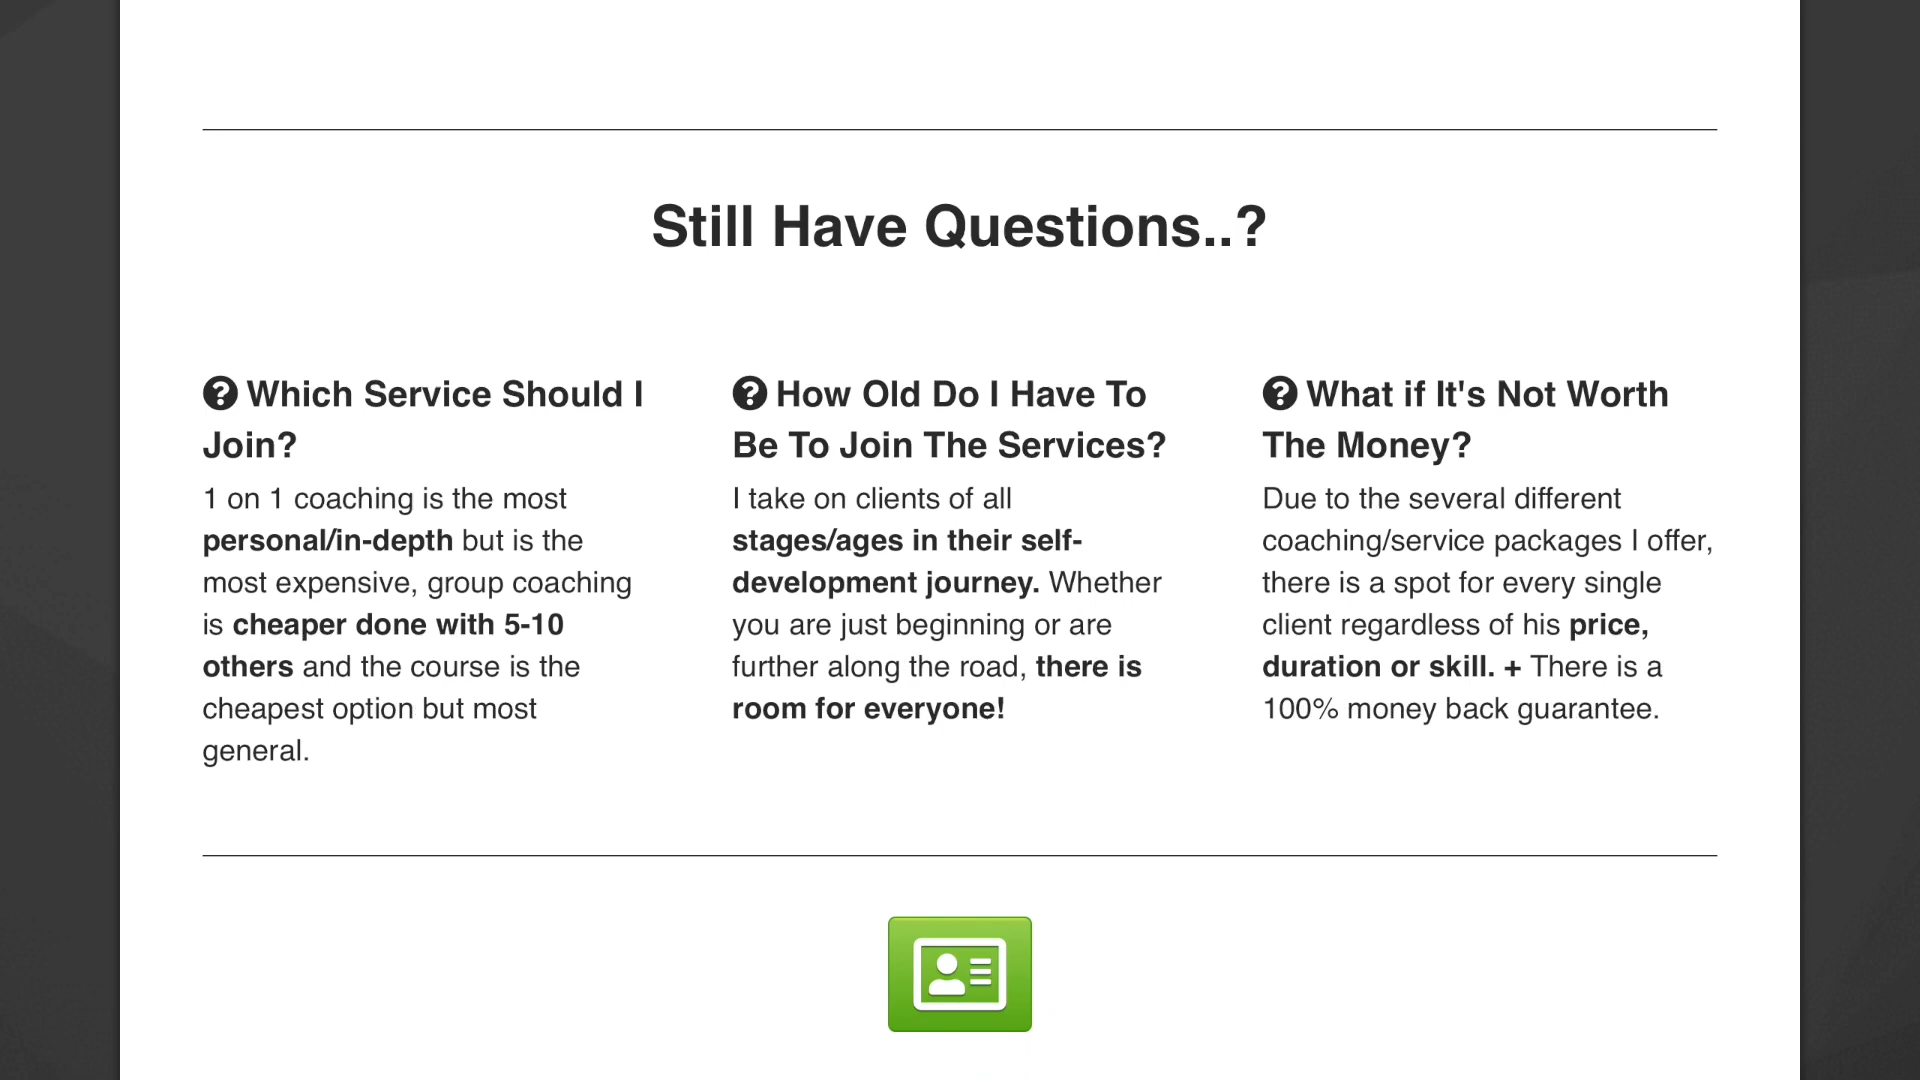 Still Have Questions..?
Which Service Should I
Join?
1 on 1 coaching is the most
personal/in-depth but is the
most expensive, group coaching
is cheaper done with 5-10
others and the course is the
cheapest option but most
general.
How Old Do I Have To
Be To Join The Services?
I take on clients of all
stages/ages in their self-
development journey. Whether
you are just beginning or are
further along the road, there is
room for everyone!
What if It's Not Worth
The Money?
Due to the several different
coaching/service packages I offer,
there is a spot for every single
client regardless of his price,
duration or skill. + There is a
100% money back guarantee.